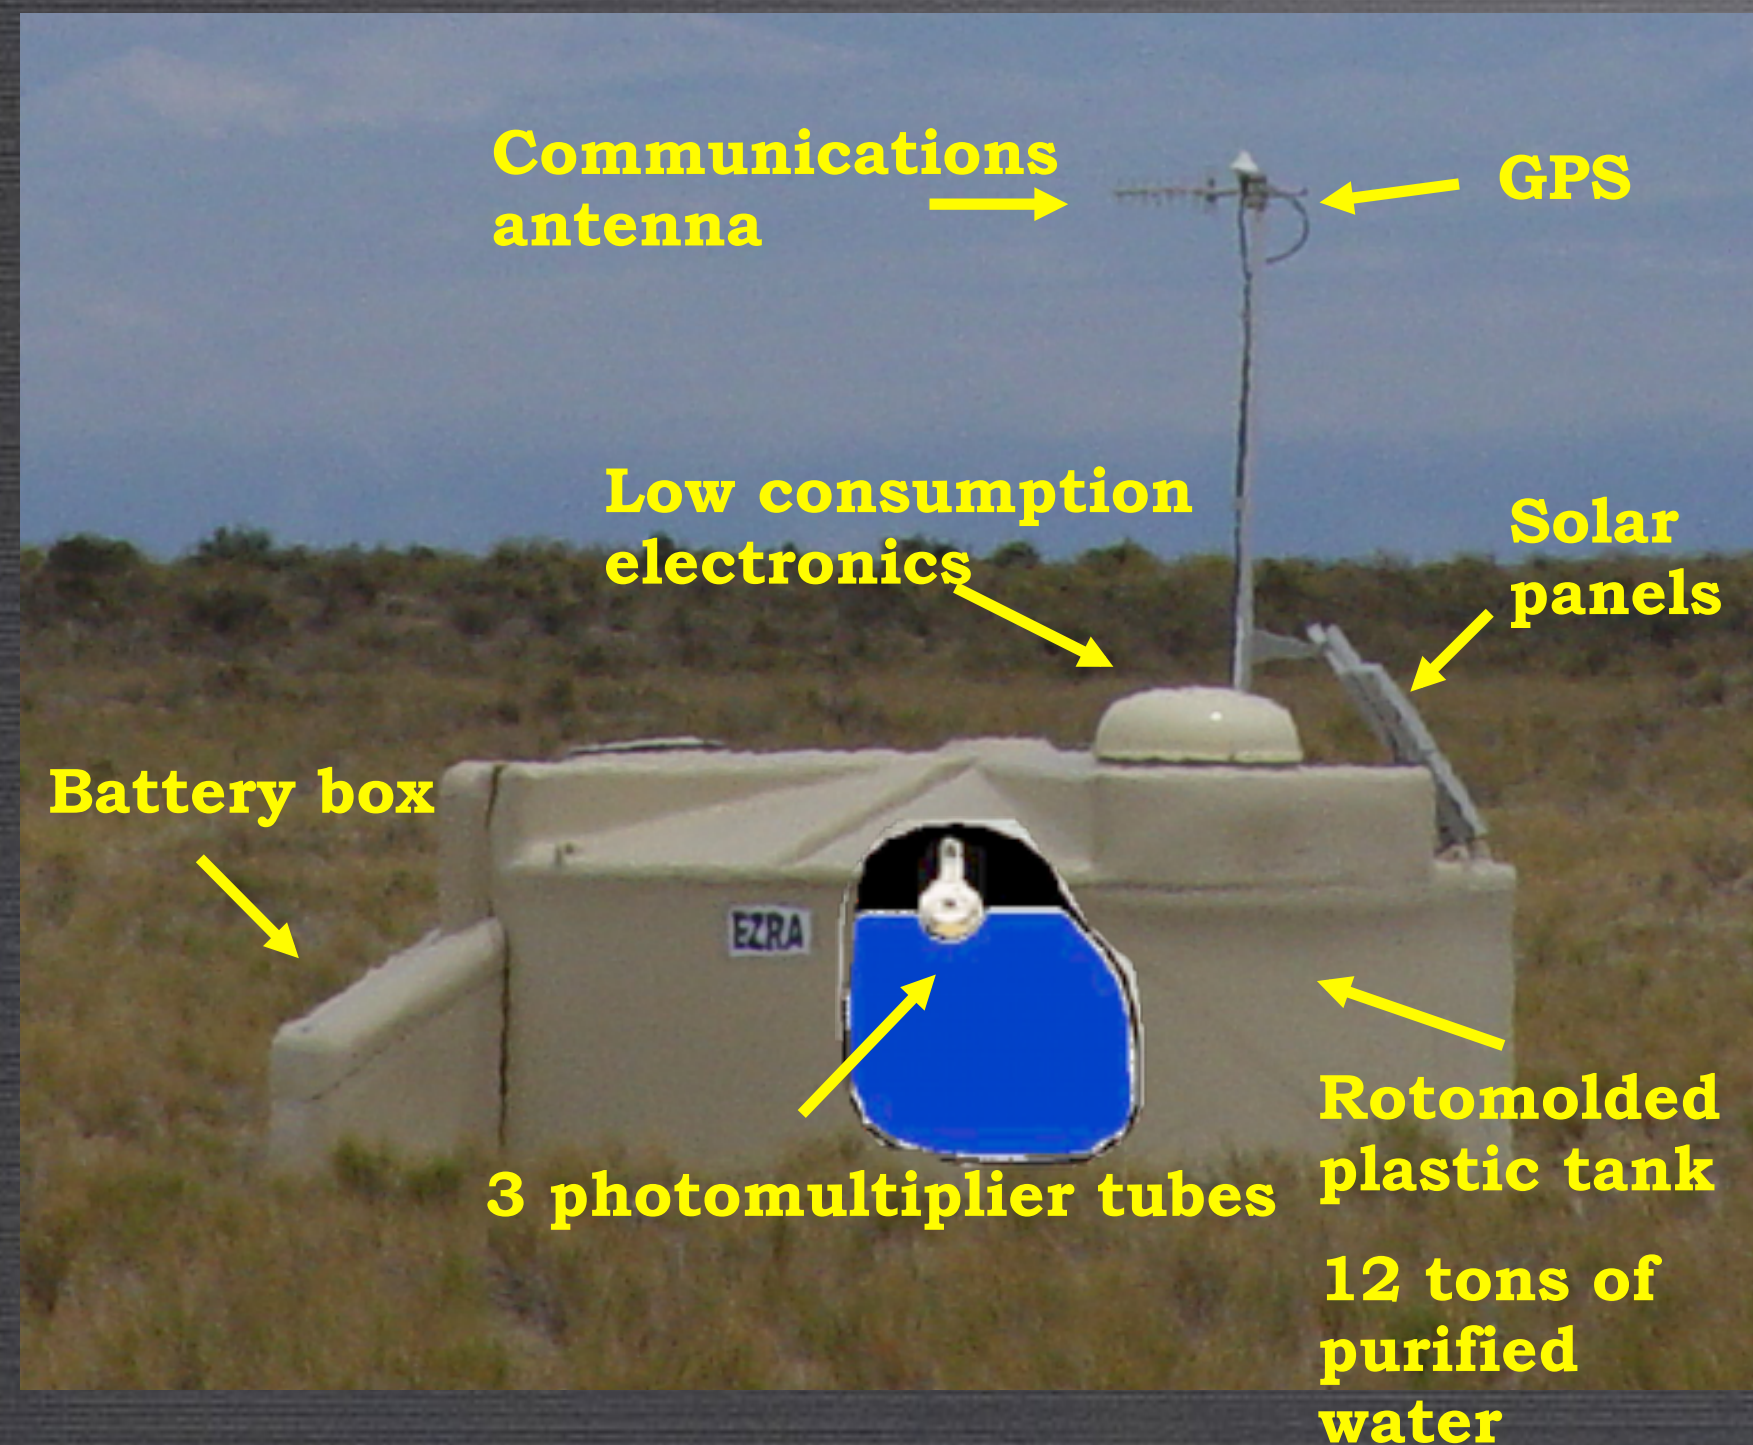 Communications
antenna
GPS
Low consumption
electronics
Solar
panels
Battery box
EZRA
Rotomolded
plastic tank
3 photomultiplier tubes
12 tons of
purified
water